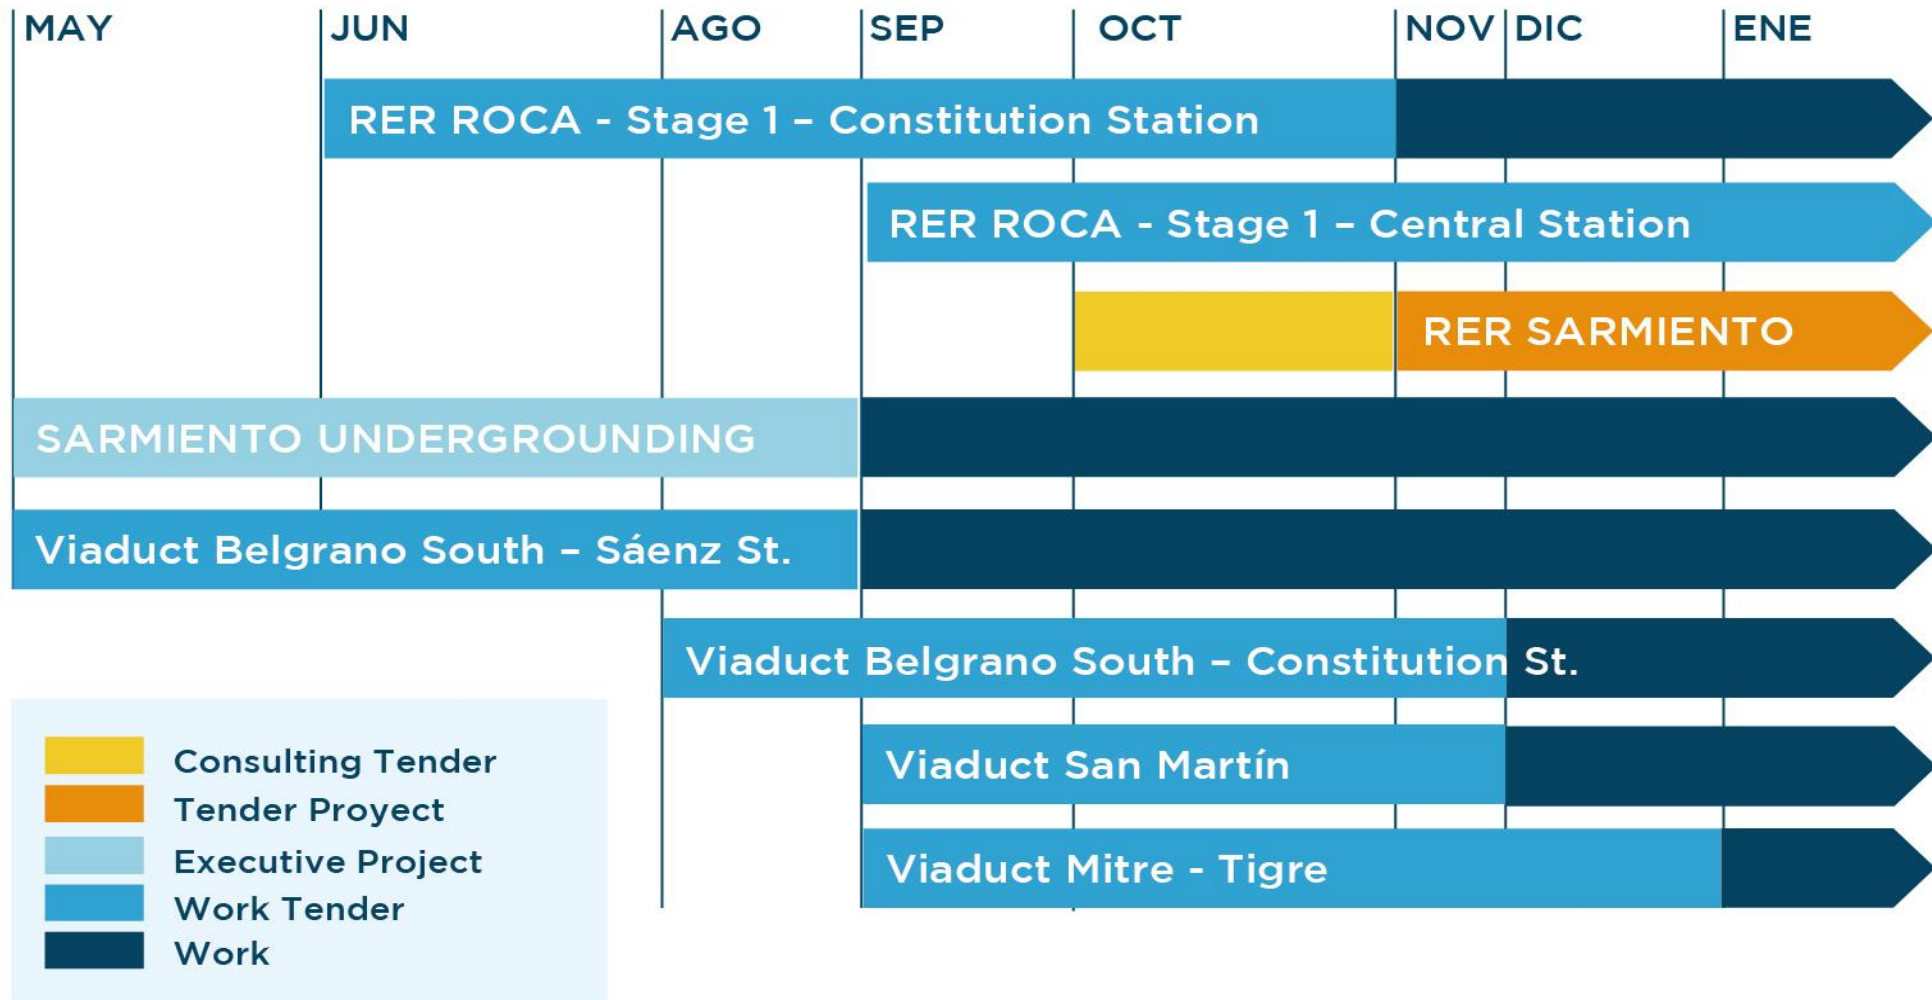 MAY JUN AGO SEP OCT NOV DIC ENE
RER ROCA - Stage 1 – Constitution Station
RER ROCA - Stage 1 – Central Station
RER SARMIENTO
SARMIENTO UNDERGROUNDING
Viaduct Belgrano South – Sáenz St.
Viaduct Belgrano South – Constitution St.
Viaduct San Martín
Viaduct Mitre - Tigre
Consulting Tender
Tender Proyect
Executive Project
Work Tender
Work